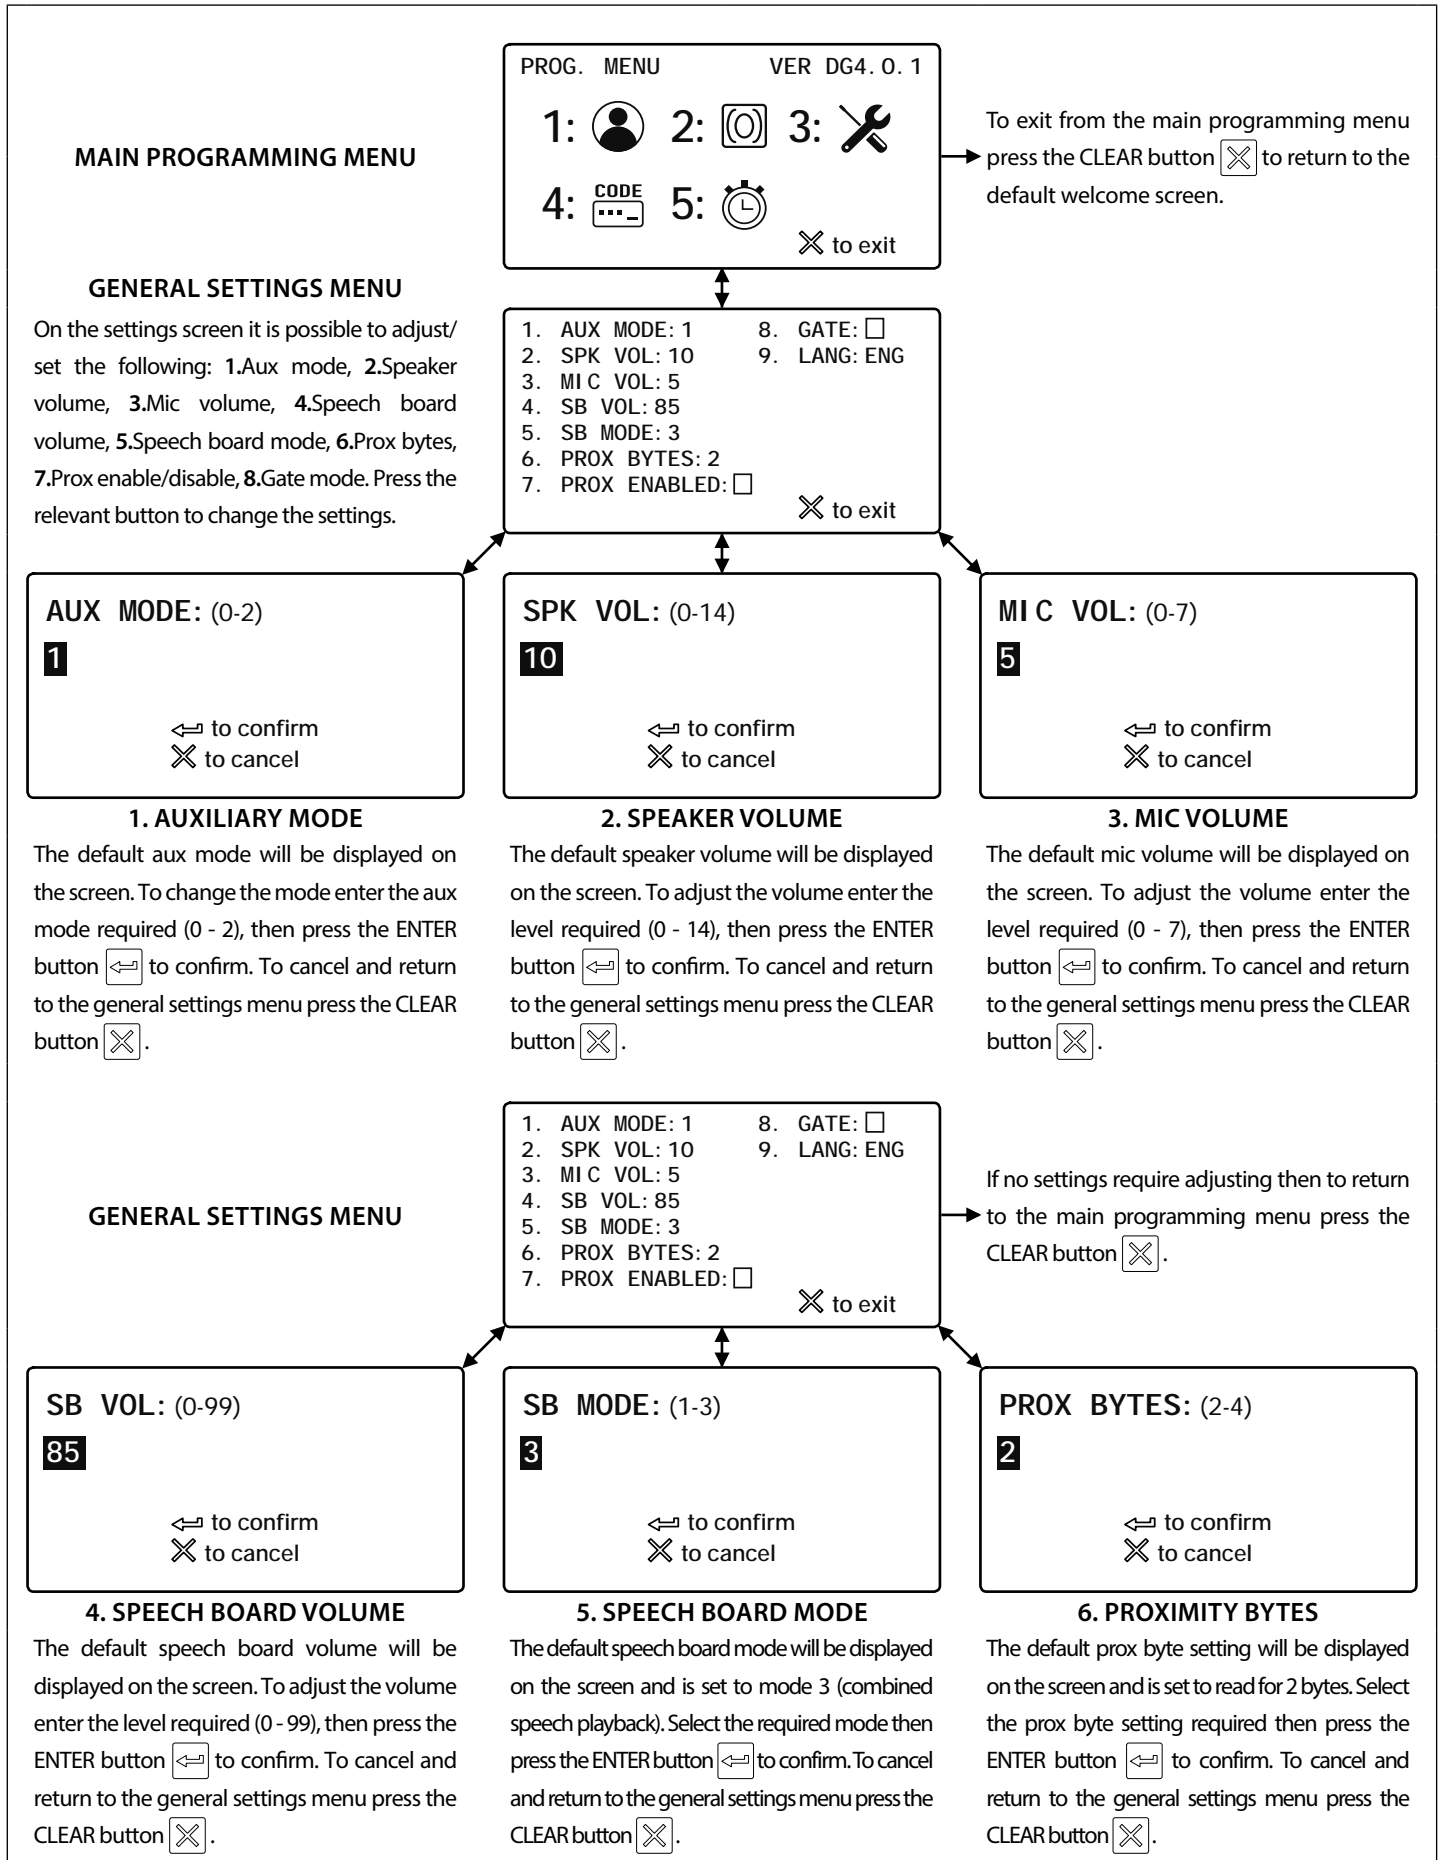 PROG. MENU VER DG4.0.1
1: 2: 3:
4: CODE 5:
to exit
MAIN PROGRAMMING MENU
To exit from the main programming menu
press the CLEAR button to return to the
default welcome screen.
GENERAL SETTINGS MENU
On the settings screen it is possible to adjust/
set the following: 1.Aux mode, 2.Speaker
volume, 3.Mic volume, 4.Speech board
volume, 5.Speech board mode, 6.Prox bytes,
7.Prox enable/disable, 8.Gate mode. Press the
relevant button to change the settings.
1. AUX MODE: 1 8. GATE:
2. SPK VOL: 10 9. LANG: ENG
3. MIC VOL: 5
4. SB VOL: 85
5. SB MODE: 3
6. PROX BYTES: 2
7. PROX ENABLED:
to exit
AUX MODE: (0-2)
1
to confirm
to cancel
SPK VOL: (0-14)
10
to confirm
to cancel
MIC VOL: (0-7)
5
to confirm
to cancel
1. AUXILIARY MODE
The default aux mode will be displayed on
the screen. To change the mode enter the aux
mode required (0 - 2), then press the ENTER
button to confirm. To cancel and return
to the general settings menu press the CLEAR
button .
2. SPEAKER VOLUME
The default speaker volume will be displayed
on the screen. To adjust the volume enter the
level required (0 - 14), then press the ENTER
button to confirm. To cancel and return
to the general settings menu press the CLEAR
button .
3. MIC VOLUME
The default mic volume will be displayed on
the screen. To adjust the volume enter the
level required (0 - 7), then press the ENTER
button to confirm. To cancel and return
to the general settings menu press the CLEAR
button .
GENERAL SETTINGS MENU
1. AUX MODE: 1 8. GATE:
2. SPK VOL: 10 9. LANG: ENG
3. MIC VOL: 5
4. SB VOL: 85
5. SB MODE: 3
6. PROX BYTES: 2
7. PROX ENABLED:
to exit
If no settings require adjusting then to return
to the main programming menu press the
CLEAR button .
SB VOL: (0-99)
85
to confirm
to cancel
SB MODE: (1-3)
3
to confirm
to cancel
PROX BYTES: (2-4)
2
to confirm
to cancel
4. SPEECH BOARD VOLUME
The default speech board volume will be
displayed on the screen. To adjust the volume
enter the level required (0 - 99), then press the
ENTER button to confirm. To cancel and
return to the general settings menu press the
CLEAR button .
5. SPEECH BOARD MODE
The default speech board mode will be displayed
on the screen and is set to mode 3 (combined
speech playback). Select the required mode then
press the ENTER button to confirm. To cancel
and return to the general settings menu press the
CLEAR button .
6. PROXIMITY BYTES
The default prox byte setting will be displayed
on the screen and is set to read for 2 bytes. Select
the prox byte setting required then press the
ENTER button to confirm. To cancel and
return to the general settings menu press the
CLEAR button .